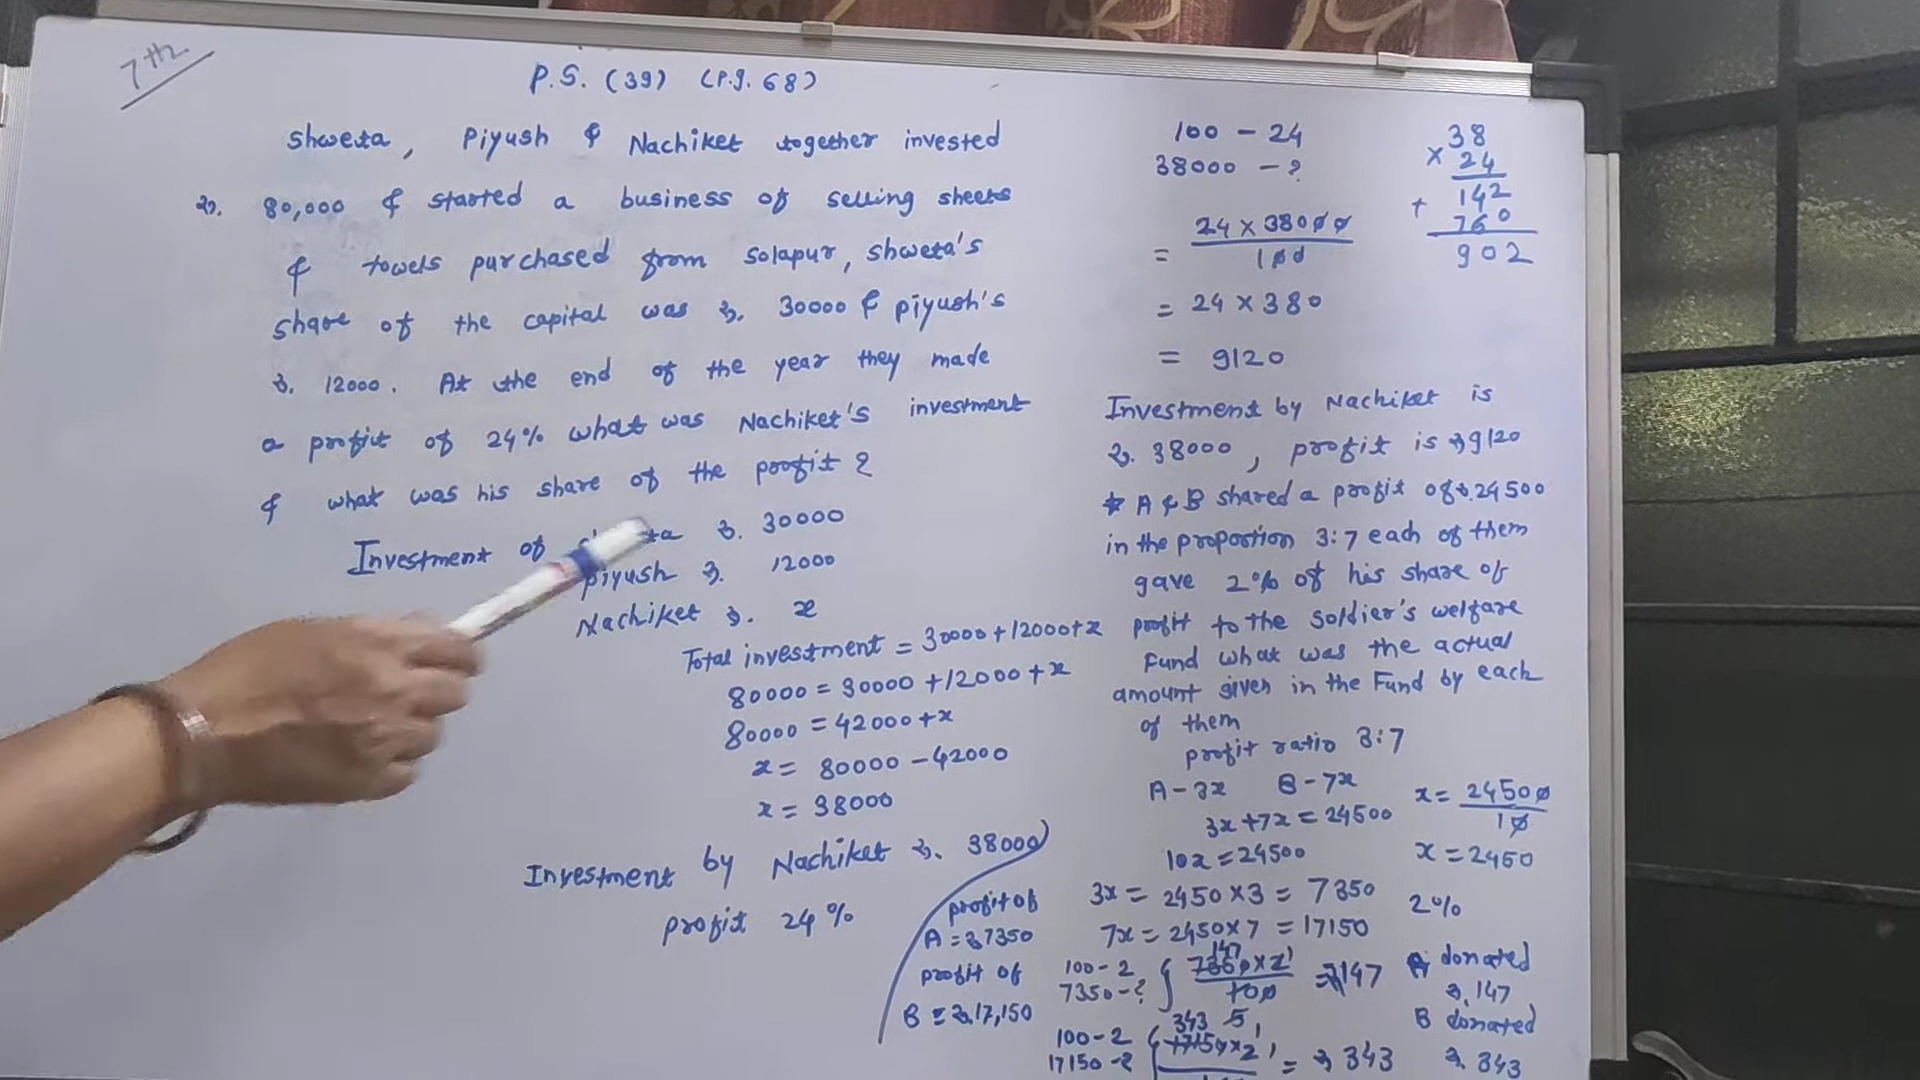 7th
P.S. (39) (P.g. 68)
Shweta, Piyush & Nachiket together invested
रु. 80,000 & started a business of selling sheets
& towels purchased from Solapur, shweta's
share of the capital was रु. 30000 & piyush's
रु. 12000. At the end of the year they made
a profit of 24% what was Nachiket's investment
& what was his share of the profit ?
Investment of रु. 30000
piyush रु. 12000
Nachiket रु. x
Total investment = 30000+12000+x
80000 = 30000 +12000 +x
80000 = 42000+x
x = 80000 - 42000
x = 38000
Investment by Nachiket रु. 38000
profit 24%
100 - 24
38000 - ?
= 24 x 38000
100
= 24 x 380
= 9120
38
x 24
142
+ 760
902
Investment by Nachiket is
रु. 38000, profit is रु9120
* A & B shared a profit of रु.24500
in the proportion 3:7 each of them
gave 2% of his share of
profit to the soldier's welfare
Fund what was the actual
amount given in the Fund by each
of them
profit ratio 3:7
A - 3x B - 7x
3x+7x = 24500
10x = 24500
x = 24500
10
x = 2450
3x = 2450 x 3 = 7350
7x = 2450x7 = 17150
2%
profit of
A = रु7350
profit of
B = रु.17,150
100-2
7350-?
147
7350x2
100
= रु147
A donated
रु.147
100-2
17150-?
343
17150x2
= रु 343
B donated
रु. 343